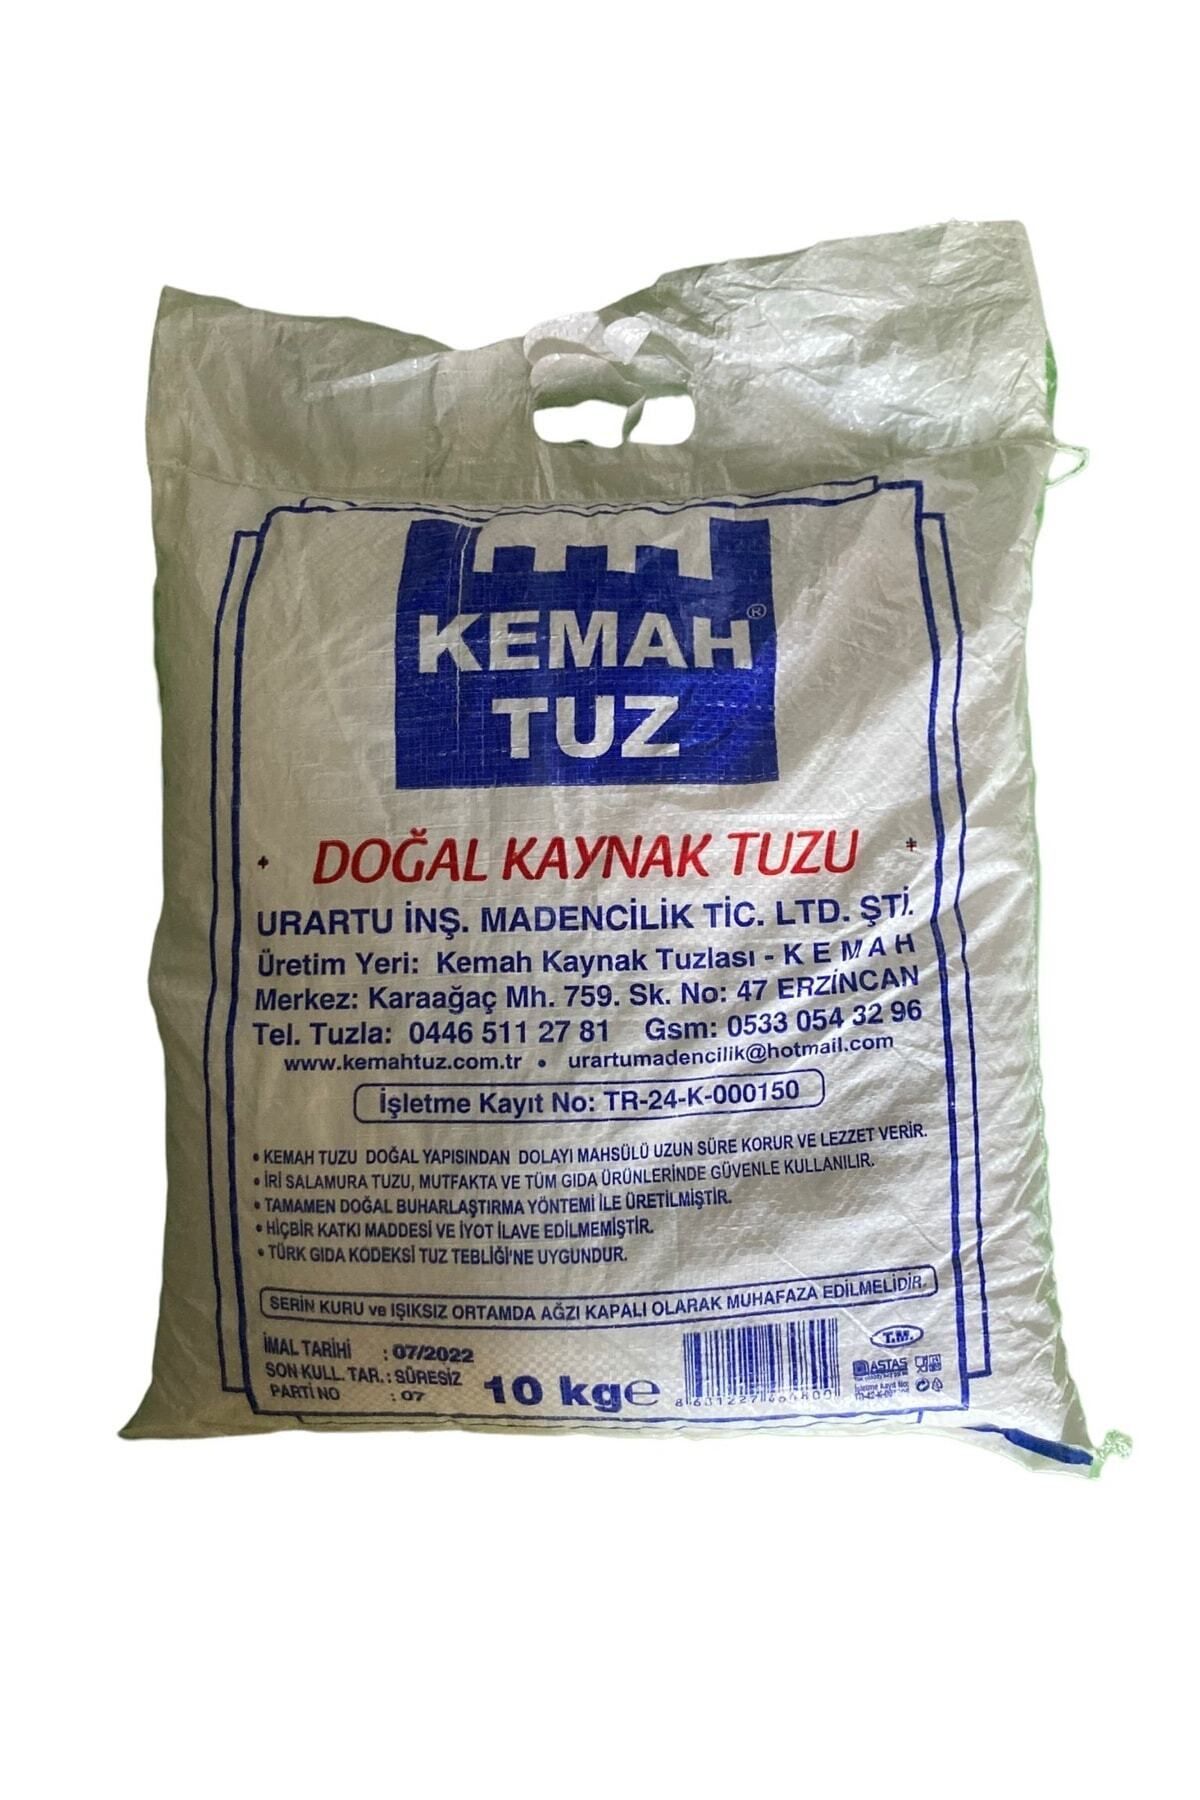 KEMAH®
TUZ
DOĞAL KAYNAK TUZU
URARTU İNŞ. MADENCİLİK TİC. LTD. ŞTİ.
Üretim Yeri: Kemah Kaynak Tuzlası - K E M A H
Merkez: Karaağaç Mh. 759. Sk. No: 47 ERZİNCAN
Tel. Tuzla: 0446 511 27 81 Gsm: 0533 054 32 96
www.kemahtuz.com.tr • urartumadencilik@hotmail.com
İşletme Kayıt No: TR-24-K-000150
• KEMAH TUZU DOĞAL YAPISINDAN DOLAYI MAHSÜLÜ UZUN SÜRE KORUR VE LEZZET VERİR.
• İRİ SALAMURA TUZU, MUTFAKTA VE TÜM GIDA ÜRÜNLERİNDE GÜVENLE KULLANILIR.
• TAMAMEN DOĞAL BUHARLAŞTIRMA YÖNTEMİ İLE ÜRETİLMİŞTİR.
• HİÇBİR KATKI MADDESİ VE İYOT İLAVE EDİLMEMİŞTİR.
• TÜRK GIDA KODEKSİ TUZ TEBLİĞİ'NE UYGUNDUR.
SERİN KURU ve IŞIKSIZ ORTAMDA AĞZI KAPALI OLARAK MUHAFAZA EDİLMELİDİR.
İMAL TARİHİ : 07/2022
SON KULL. TAR. : SÜRESİZ
PARTİ NO : 07
10 kg e
T.M.
ASTAŞ
İşletme Kayıt No: